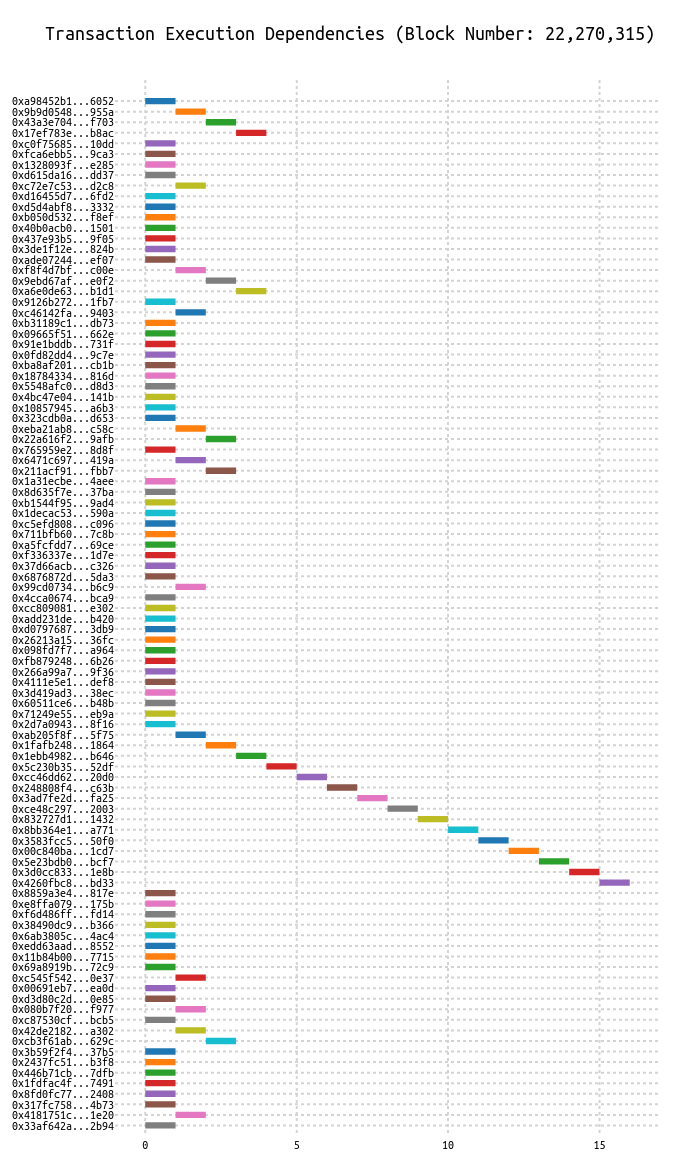 Transaction Execution Dependencies (Block Number: 22,270,315)
0xa98452b1...6052
0x9b9d0548...955a
0x43a3e704...f703
0x17ef783e...b8ac
0xc0f75685...10dd
0xfca6ebb5...9ca3
0x1328093f...e285
0xd615da16...dd37
0xc72e7c53...d2c8
0xd16455d7...6fd2
0xd5d4abf8...3332
0xb050d532...f8ef
0x40b0acb0...1501
0x437e93b5...9f05
0x3de1f12e...824b
0xade07244...ef07
0xf8f4d7bf...c00e
0x9ebd67af...e0f2
0xa6e0de63...b1d1
0x9126b272...1fb7
0xc46142fa...9403
0xb31189c1...db73
0x09665f51...662e
0x91e1bddb...731f
0x0fd82dd4...9c7e
0xba8af201...cb1b
0x18784334...816d
0x5548afc0...d8d3
0x4bc47e04...141b
0x10857945...a6b3
0x323cdb0a...d653
0xeba21ab8...c58c
0x22a616f2...9afb
0x765959e2...8d8f
0x6471c697...419a
0x211acf91...fbb7
0x1a31ecbe...4aee
0x8d635f7e...37ba
0xb1544f95...9ad4
0x1decac53...590a
0xc5efd808...c096
0x711bfb60...7c8b
0xa5fcfdd7...69ce
0xf336337e...1d7e
0x37d66acb...c326
0x6876872d...5da3
0x99cd0734...b6c9
0x4cca0674...bca9
0xcc809081...e302
0xadd231de...b420
0xd0797687...3db9
0x26213a15...36fc
0x098fd7f7...a964
0xfb879248...6b26
0x266a99a7...9f36
0x4111e5e1...def8
0x3d419ad3...38ec
0x60511ce6...b48b
0x71249e55...eb9a
0x2d7a0943...8f16
0xab205f8f...5f75
0x1fafb248...1864
0x1ebb4982...b646
0x5c230b35...52df
0xcc46dd62...20d0
0x248808f4...c63b
0x3ad7fe2d...fa25
0xce48c297...2003
0x832727d1...1432
0x8bb364e1...a771
0x3583fcc5...50f0
0x00c840ba...1cd7
0x5e23bdb0...bcf7
0x3d0cc833...1e8b
0x4260fbc8...bd33
0x8859a3e4...817e
0xe8ffa079...175b
0xf6d486ff...fd14
0x38490dc9...b366
0x6ab3805c...4ac4
0xedd63aad...8552
0x11b84b00...7715
0x69a8919b...72c9
0xc545f542...0e37
0x00691eb7...ea0d
0xd3d80c2d...0e85
0x080b7f20...f977
0xc87530cf...bcb5
0x42de2182...a302
0xcb3f61ab...629c
0x3b59f2f4...37b5
0x2437fc51...b3f8
0x446b71cb...7dfb
0x1fdfac4f...7491
0x8fd0fc77...2408
0x317fc758...4b73
0x4181751c...1e20
0x33af642a...2b94
0 5 10 15